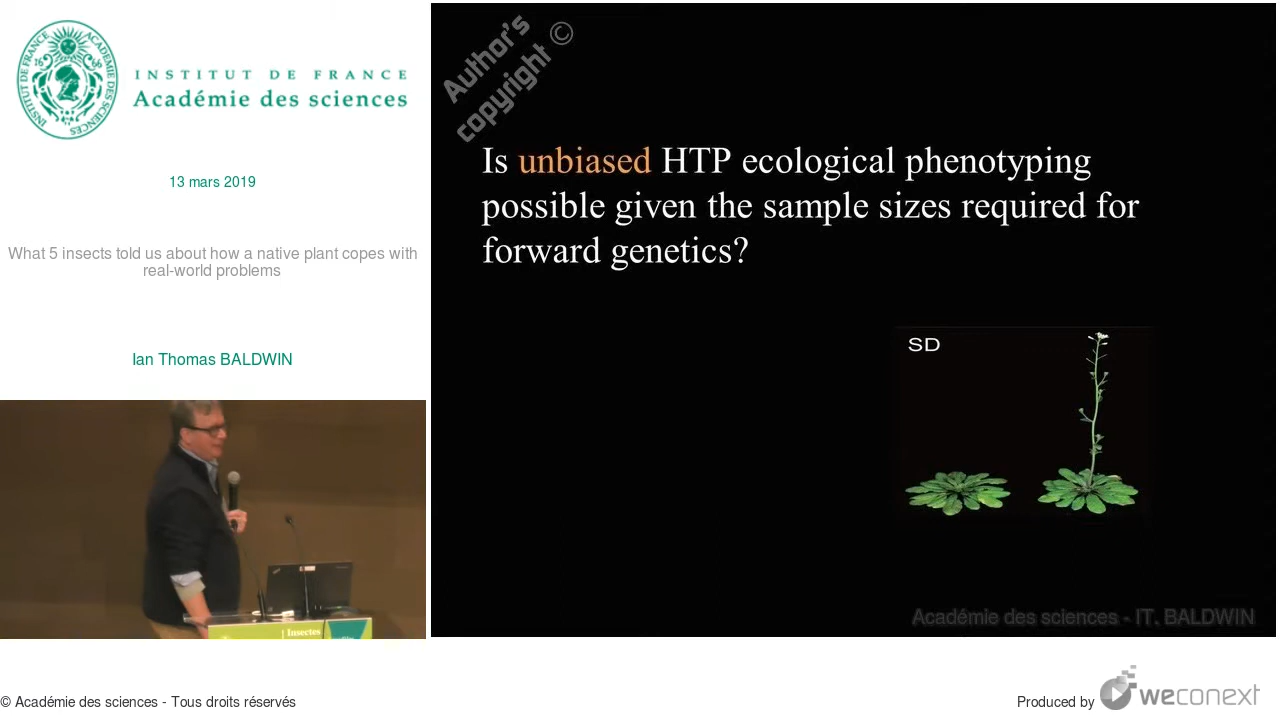 INSTITUT DE FRANCE
Académie des sciences
13 mars 2019
What 5 insects told us about how a native plant copes with
real-world problems
Ian Thomas BALDWIN
Insectes
Author's
copyright ©
Is unbiased HTP ecological phenotyping
possible given the sample sizes required for
forward genetics?
SD
Académie des sciences - IT. BALDWIN
© Académie des sciences - Tous droits réservés
Produced by weconext